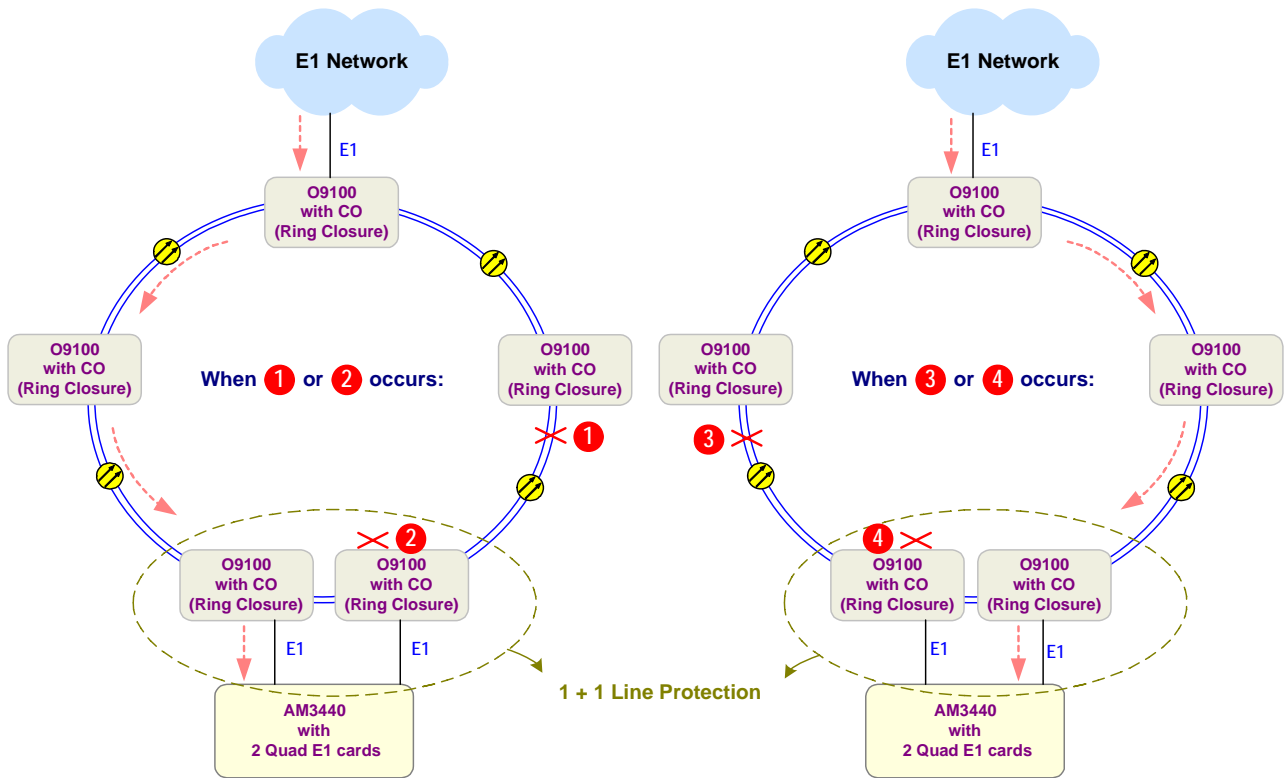 E1 Network
E1
O9100
with CO
(Ring Closure)
O9100
with CO
(Ring Closure)
When 1 or 2 occurs:
O9100
with CO
(Ring Closure)
1
2
O9100
with CO
(Ring Closure)
O9100
with CO
(Ring Closure)
E1
E1
AM3440
with
2 Quad E1 cards
1 + 1 Line Protection
E1 Network
E1
O9100
with CO
(Ring Closure)
O9100
with CO
(Ring Closure)
When 3 or 4 occurs:
O9100
with CO
(Ring Closure)
3
4
O9100
with CO
(Ring Closure)
O9100
with CO
(Ring Closure)
E1
E1
AM3440
with
2 Quad E1 cards